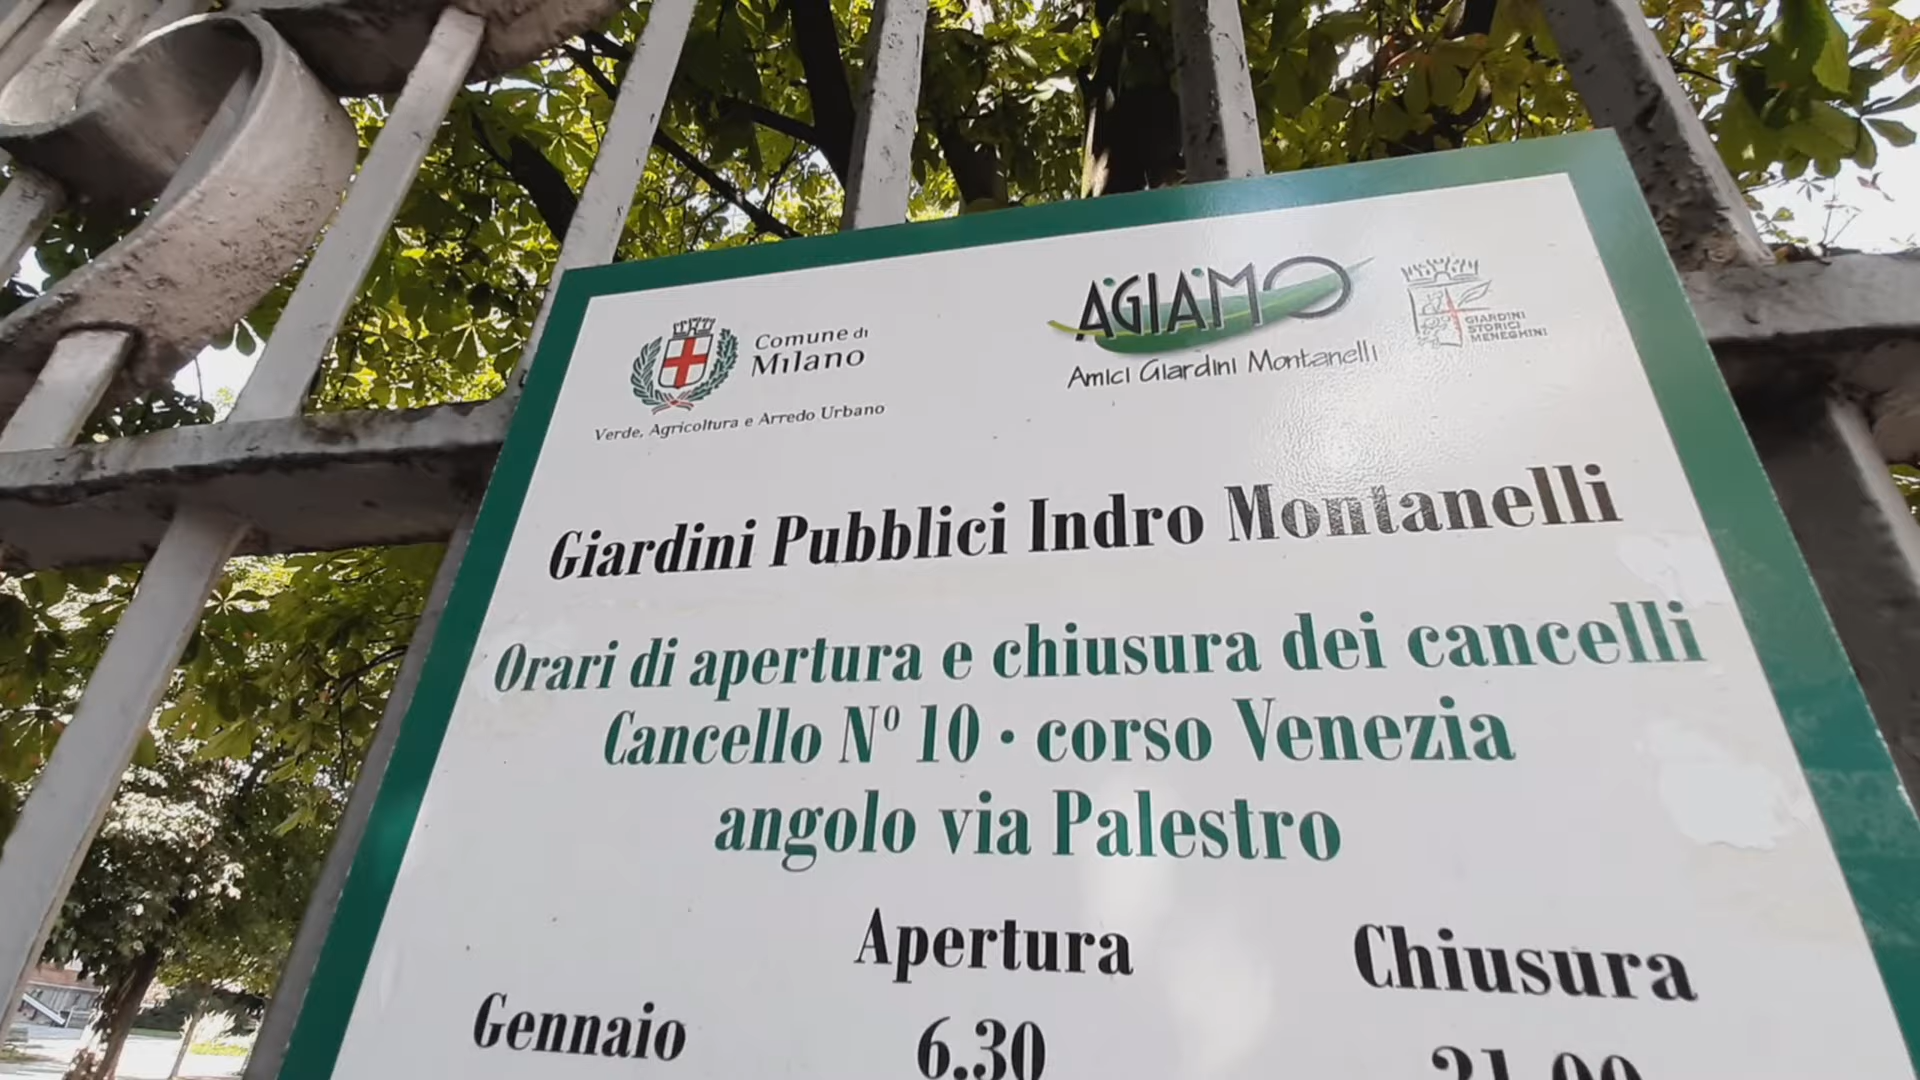 Comune di
Milano
Verde, Agricoltura e Arredo Urbano
AGIAMO
Amici Giardini Montanelli
GIARDINI
STORICI
MENEGHINI
Giardini Pubblici Indro Montanelli
Orari di apertura e chiusura dei cancelli
Cancello Nº 10 · corso Venezia
angolo via Palestro
Apertura Chiusura
Gennaio 6.30 21.00